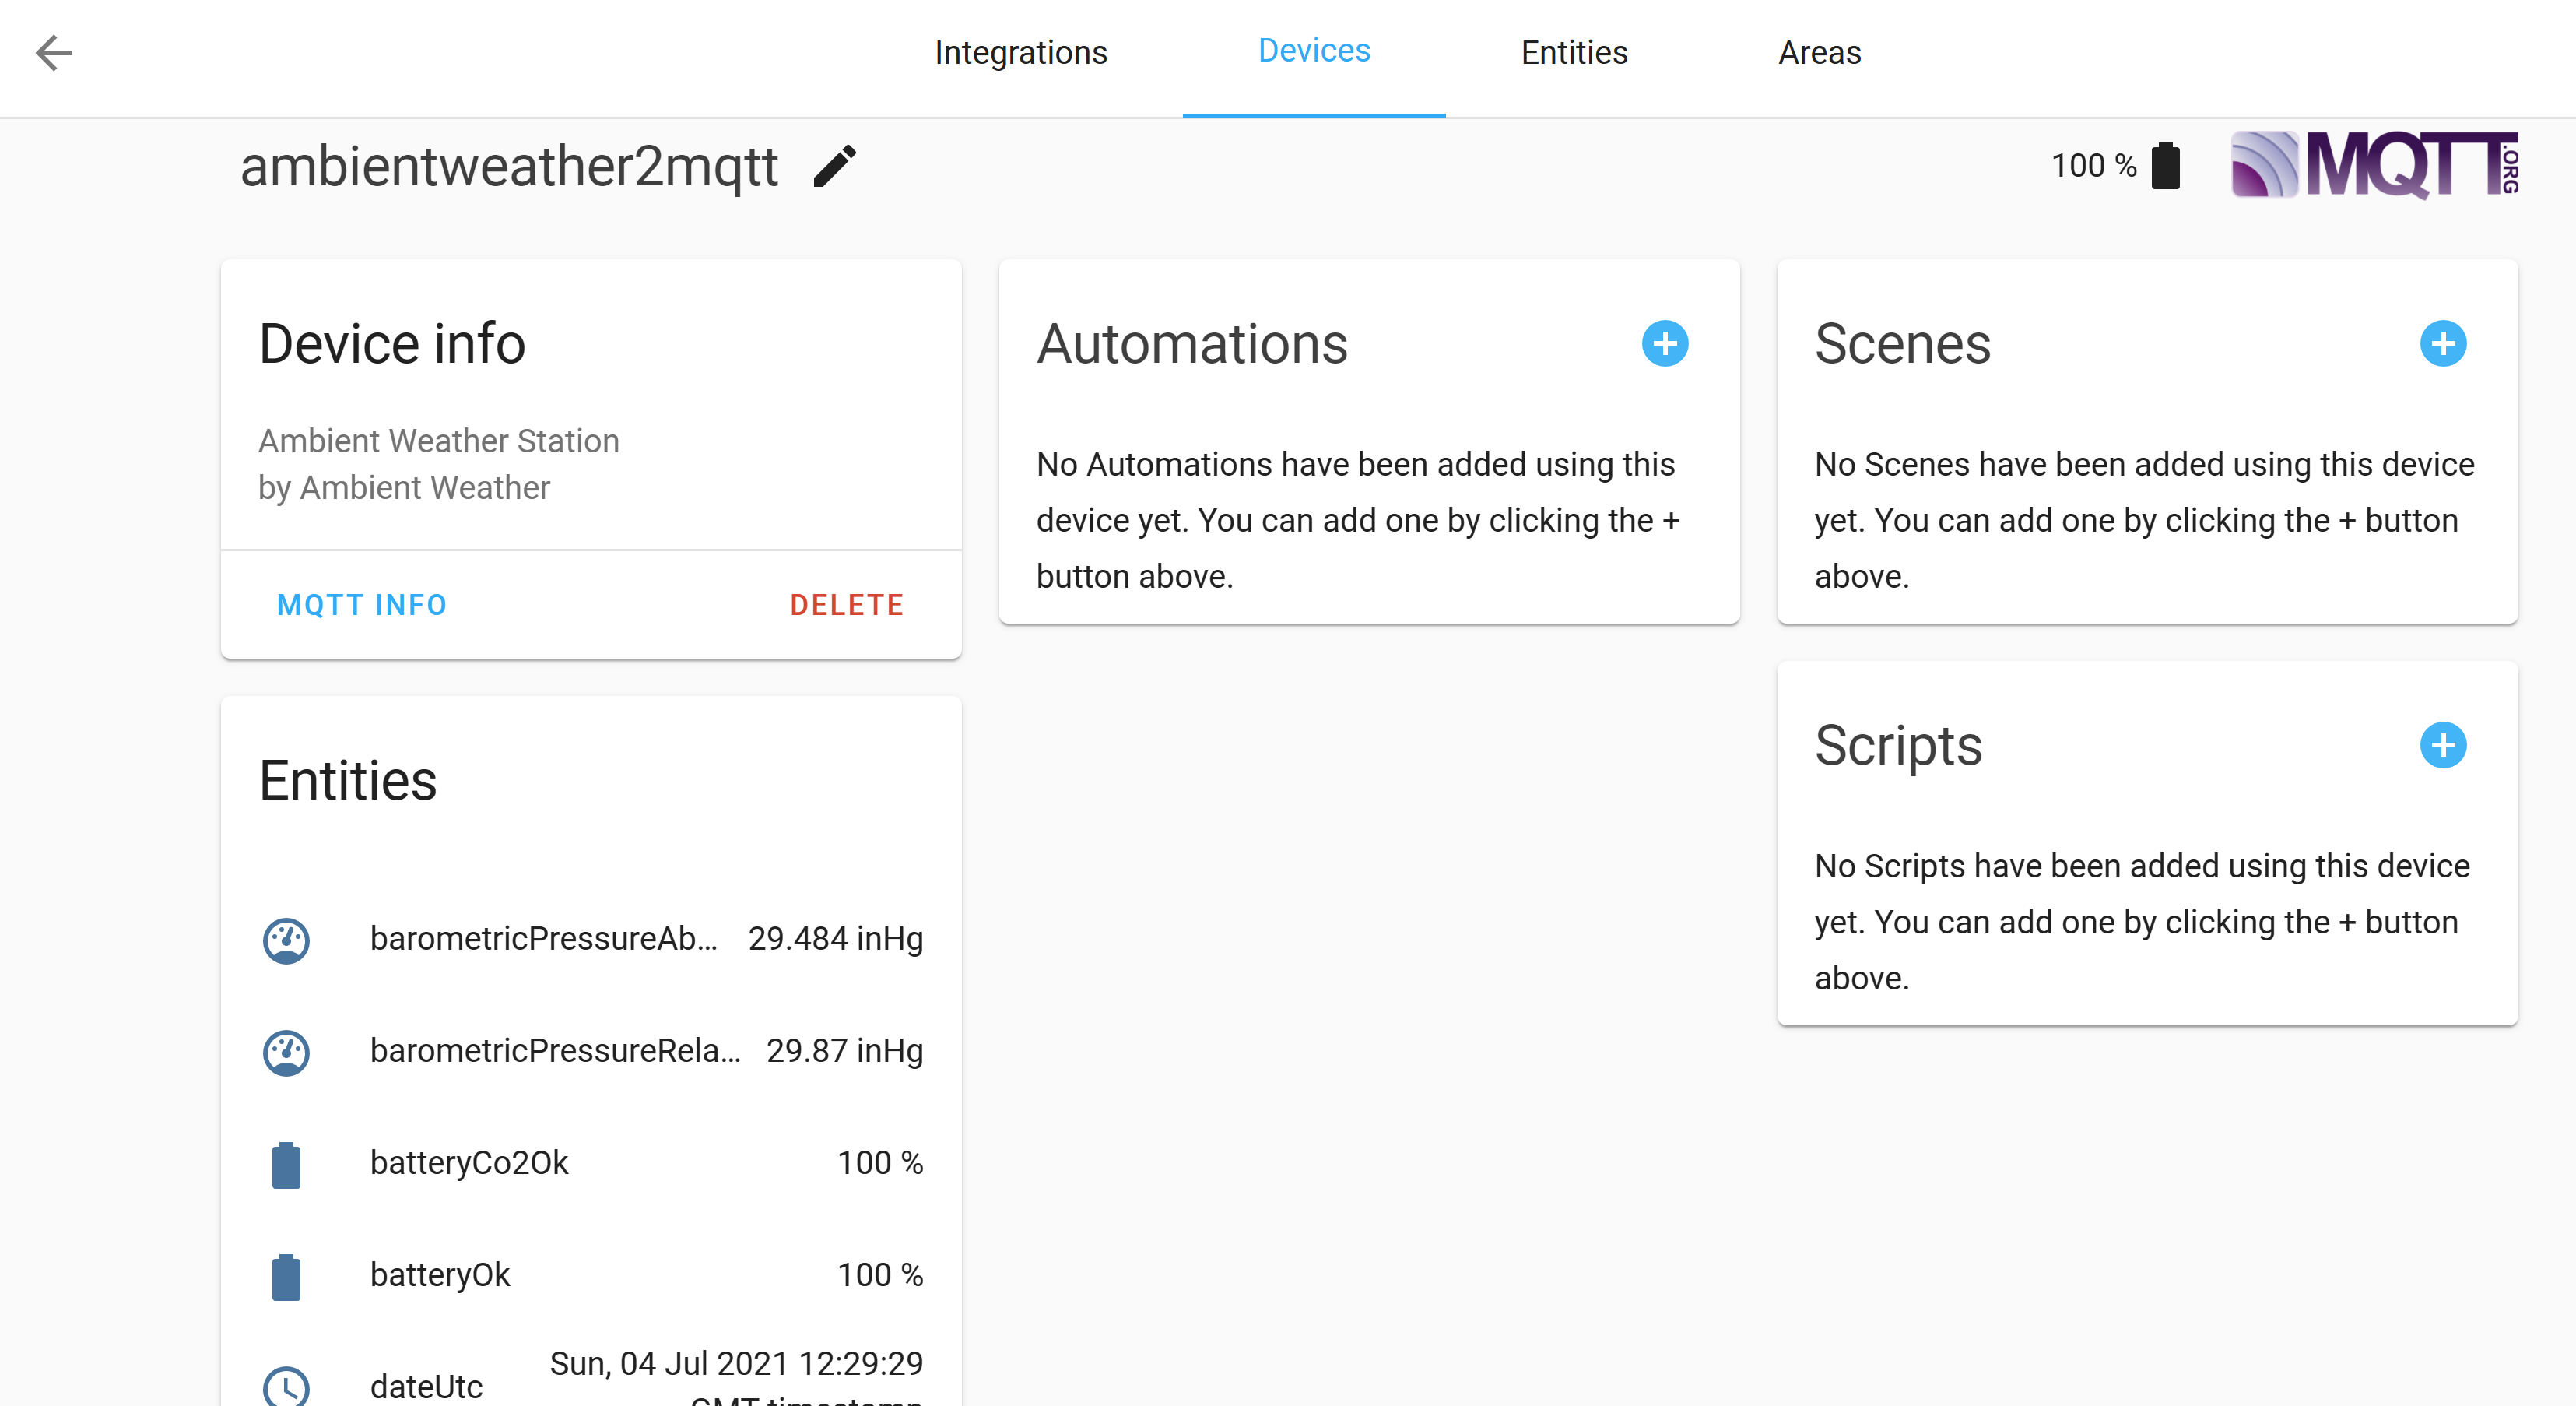 Integrations
Devices
Entities
Areas
ambientweather2mqtt
100 %
MQTT.ORG
Device info
Ambient Weather Station
by Ambient Weather
MQTT INFO
DELETE
Entities
barometricPressureAb... 29.484 inHg
barometricPressureRela... 29.87 inHg
batteryCo2Ok 100 %
batteryOk 100 %
dateUtc Sun, 04 Jul 2021 12:29:29
GMT timestamp
Automations
No Automations have been added using this
device yet. You can add one by clicking the +
button above.
Scenes
No Scenes have been added using this device
yet. You can add one by clicking the + button
above.
Scripts
No Scripts have been added using this device
yet. You can add one by clicking the + button
above.